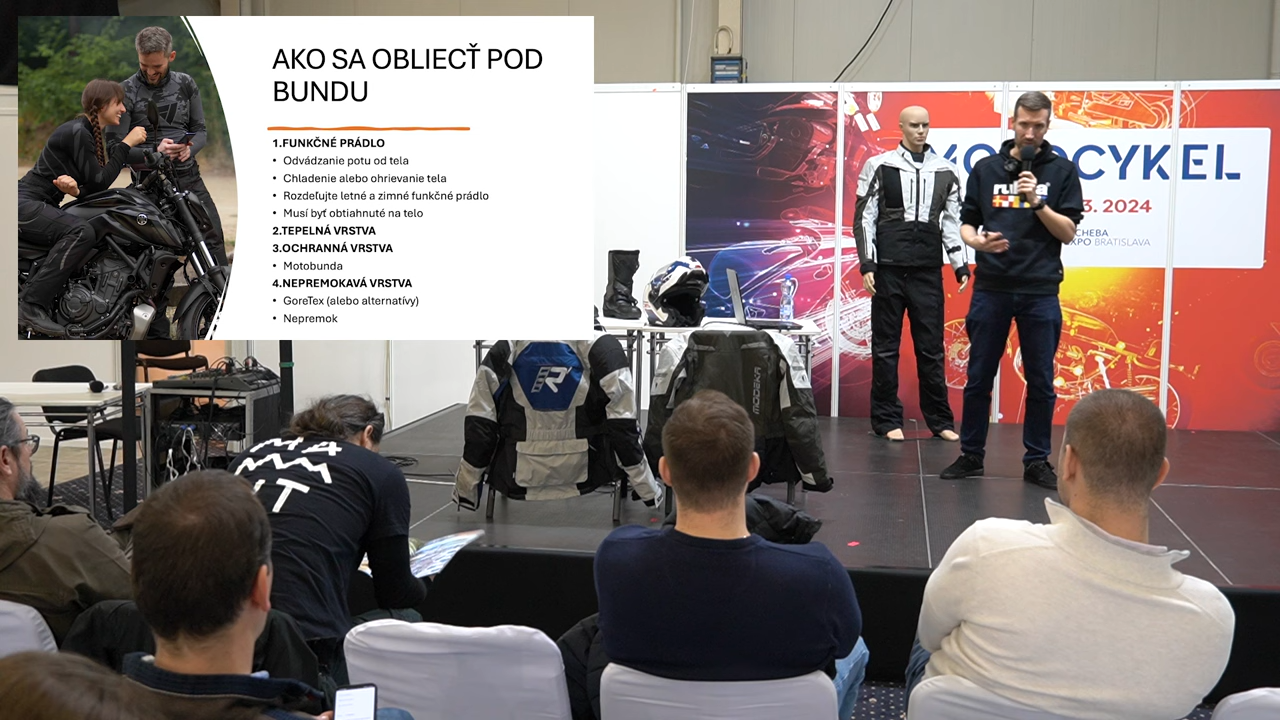 AKO SA OBLIECŤ POD
BUNDU
1.FUNKČNÉ PRÁDLO
• Odvádzanie potu od tela
• Chladenie alebo ohrievanie tela
• Rozdeľujte letné a zimné funkčné prádlo
• Musí byť obtiahnuté na telo
2.TEPELNÁ VRSTVA
3.OCHRANNÁ VRSTVA
• Motobunda
4.NEPREMOKAVÁ VRSTVA
• GoreTex (alebo alternatívy)
• Nepremok
3. 2024
BRATISLAVA
MODEKA